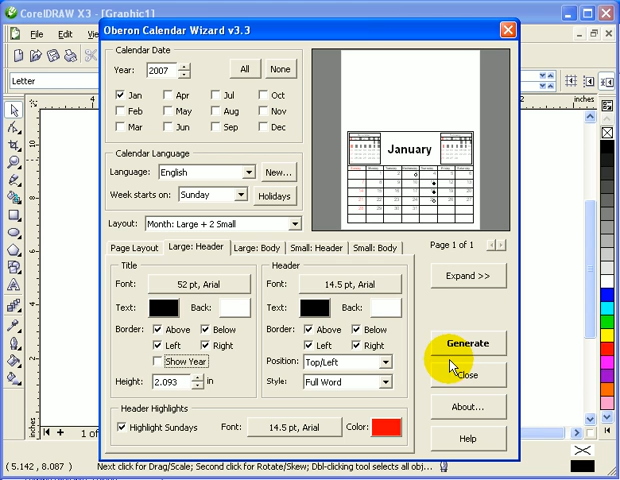 CorelDRAW X3 - [Graphic1]
File Edit
Letter
inches
Oberon Calendar Wizard v3.3
Calendar Date
Year: 2007 All None
Jan Apr Jul Oct
Feb May Aug Nov
Mar Jun Sep Dec
Calendar Language
Language: English New...
Week starts on: Sunday Holidays
Layout: Month: Large + 2 Small
January
Page Layout Large: Header Large: Body Small: Header Small: Body
Page 1 of 1
Title
Font: 52 pt, Arial
Text: Back:
Border: Above Below
Left Right
Show Year
Height: 2.093 in
Header
Font: 14.5 pt, Arial
Text: Back:
Border: Above Below
Left Right
Position: Top/Left
Style: Full Word
Header Highlights
Highlight Sundays Font: 14.5 pt, Arial Color:
Expand >>
Generate
Close
About...
Help
1 of
( 5.142 , 8.087 ) Next click for Drag/Scale; Second click for Rotate/Skew; Dbl-clicking tool selects all obj...